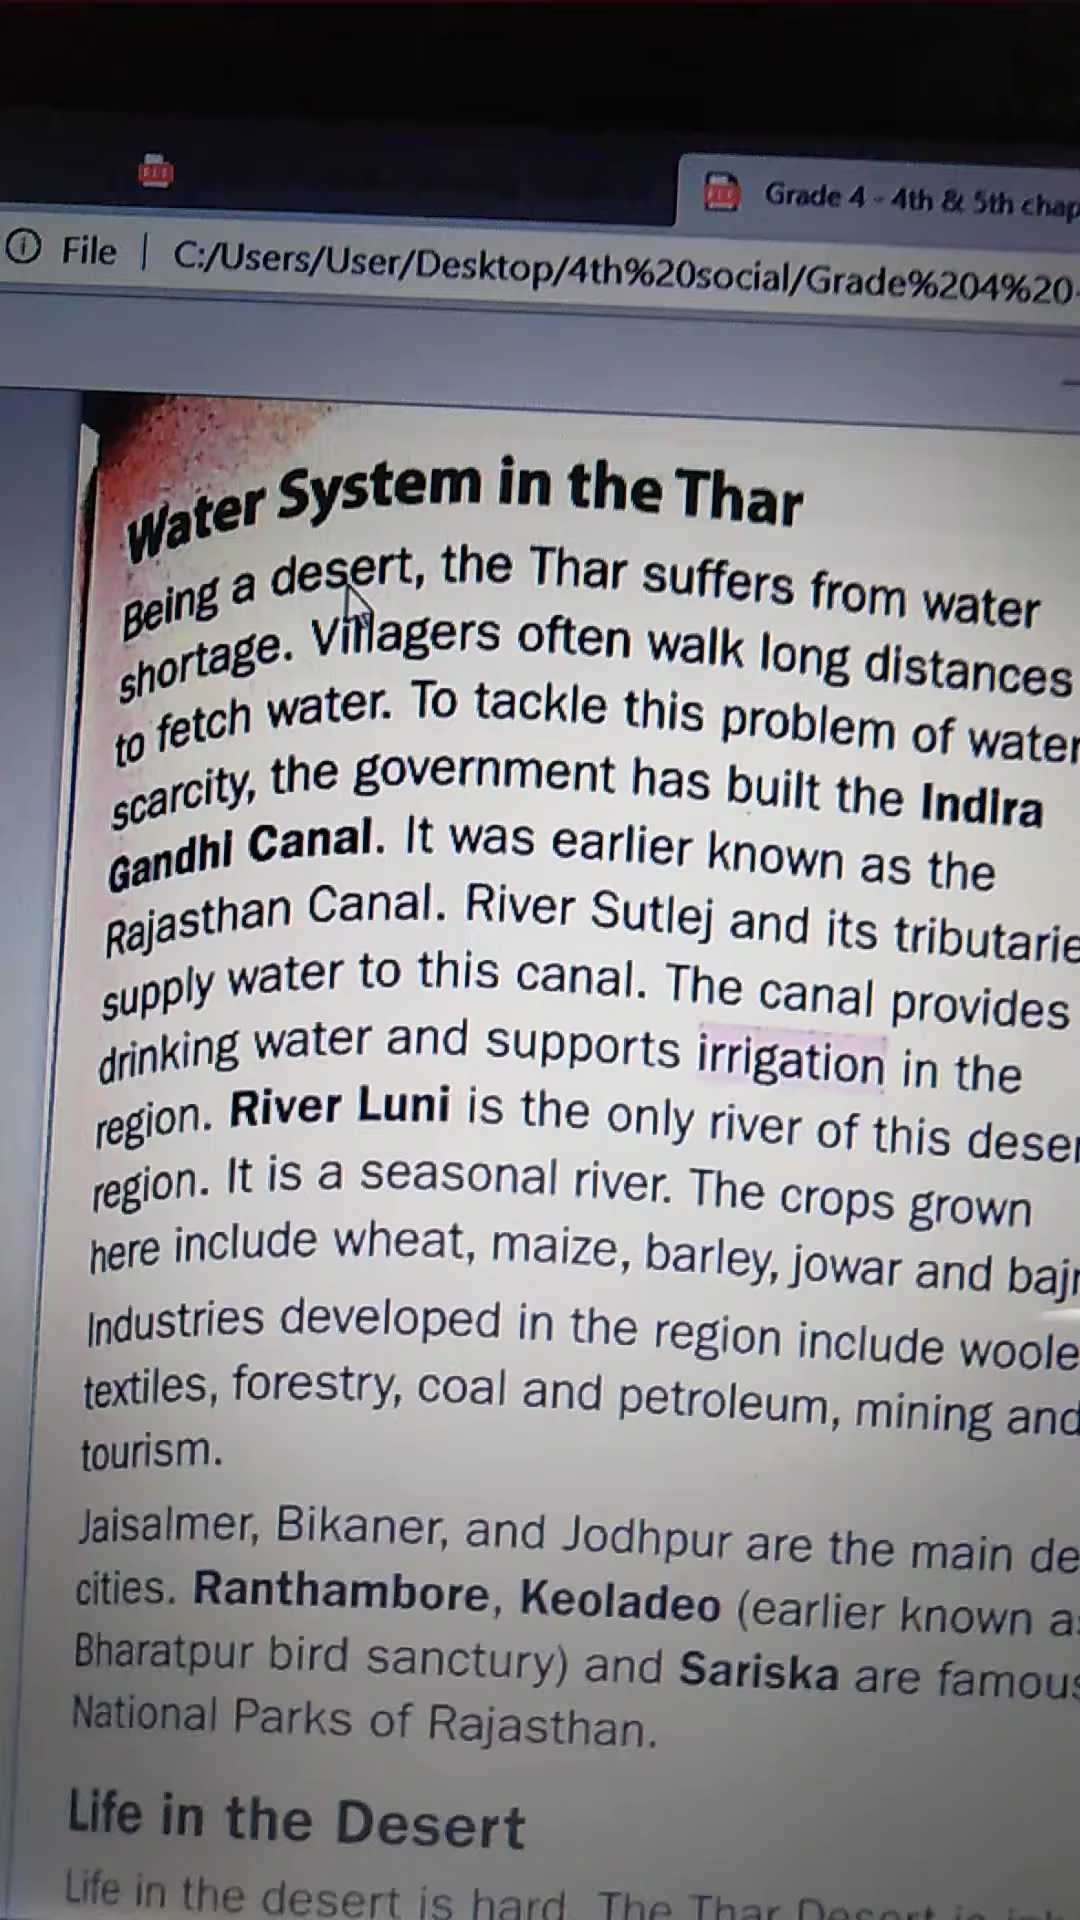 Grade 4 - 4th & 5th chap
File | C:/Users/User/Desktop/4th%20social/Grade%204%20-
Water System in the Thar
Being a desert, the Thar suffers from water
shortage. Villagers often walk long distances
to fetch water. To tackle this problem of water
scarcity, the government has built the Indira
Gandhi Canal. It was earlier known as the
Rajasthan Canal. River Sutlej and its tributarie
supply water to this canal. The canal provides
drinking water and supports irrigation in the
region. River Luni is the only river of this deser
region. It is a seasonal river. The crops grown
here include wheat, maize, barley, jowar and bajr
Industries developed in the region include woole
textiles, forestry, coal and petroleum, mining and
tourism.
Jaisalmer, Bikaner, and Jodhpur are the main de
cities. Ranthambore, Keoladeo (earlier known as
Bharatpur bird sanctury) and Sariska are famous
National Parks of Rajasthan.
Life in the Desert
Life in the desert is hard. The Thar Desert is